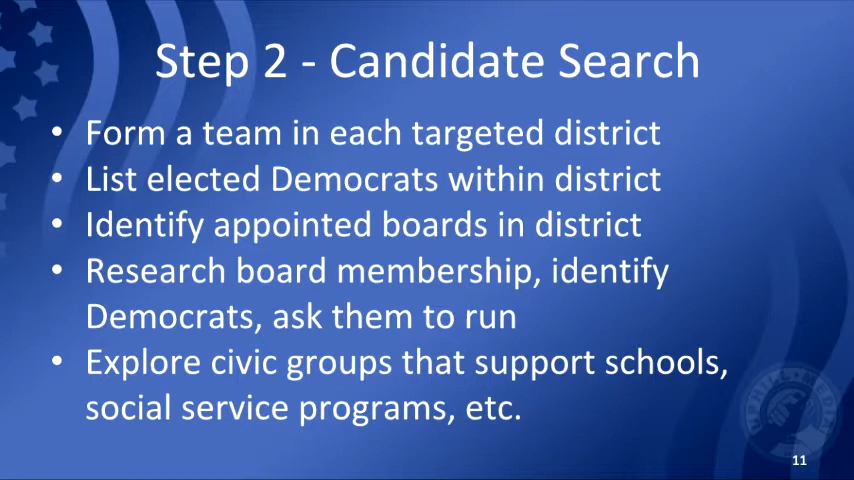 Step 2 - Candidate Search
• Form a team in each targeted district
• List elected Democrats within district
• Identify appointed boards in district
• Research board membership, identify
Democrats, ask them to run
• Explore civic groups that support schools,
social service programs, etc.
UPHILL MEDIA
11